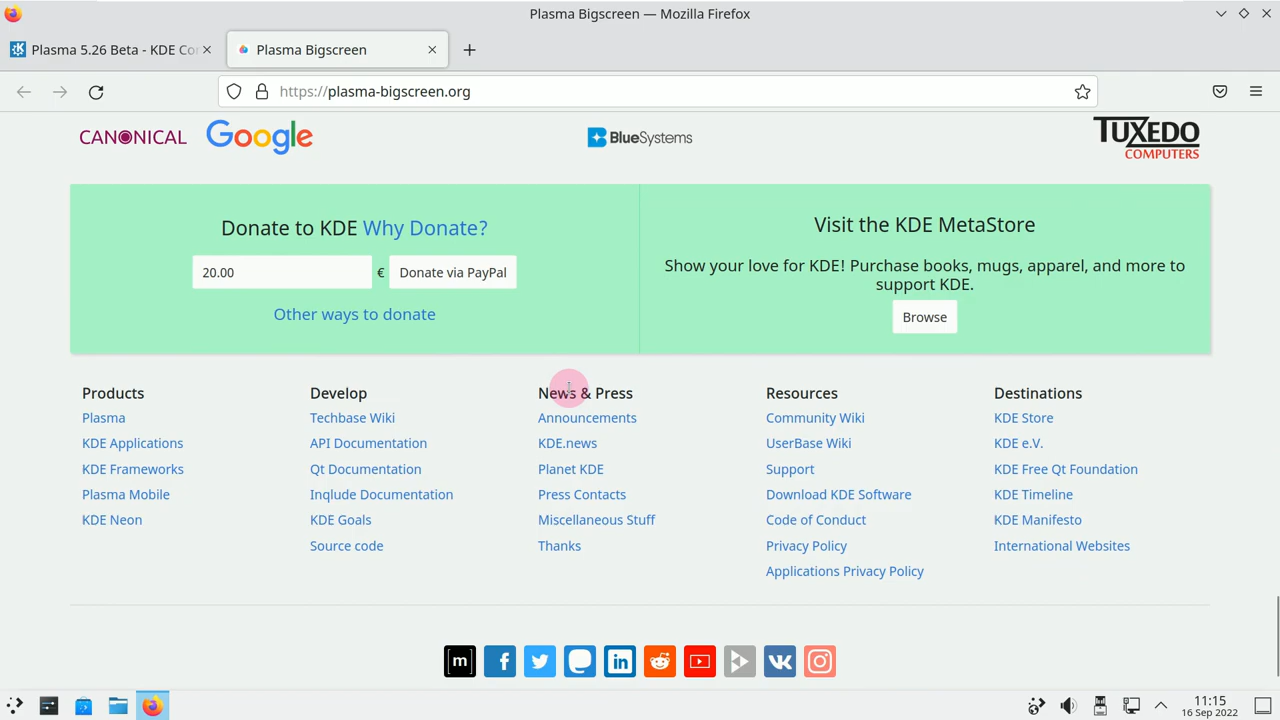 Plasma Bigscreen — Mozilla Firefox
Plasma 5.26 Beta - KDE Co
Plasma Bigscreen
https://plasma-bigscreen.org
CANONICAL Google BlueSystems TUXEDO COMPUTERS
Donate to KDE Why Donate?
20.00 € Donate via PayPal
Other ways to donate
Visit the KDE MetaStore
Show your love for KDE! Purchase books, mugs, apparel, and more to
support KDE.
Browse
Products
Plasma
KDE Applications
KDE Frameworks
Plasma Mobile
KDE Neon
Develop
Techbase Wiki
API Documentation
Qt Documentation
Inqlude Documentation
KDE Goals
Source code
News & Press
Announcements
KDE.news
Planet KDE
Press Contacts
Miscellaneous Stuff
Thanks
Resources
Community Wiki
UserBase Wiki
Support
Download KDE Software
Code of Conduct
Privacy Policy
Applications Privacy Policy
Destinations
KDE Store
KDE e.V.
KDE Free Qt Foundation
KDE Timeline
KDE Manifesto
International Websites
[m] f in
11:15
16 Sep 2022